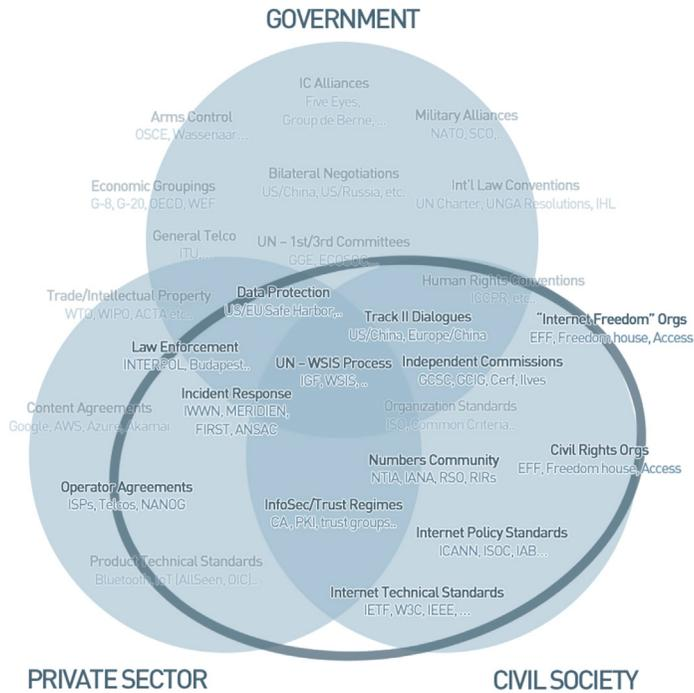 GOVERNMENT
IC Alliances
Five Eyes,
Group de Berne, ...
Arms Control
OSCE, Wassenaar...
Military Alliances
NATO, SCO,..
Bilateral Negotiations
US/China, US/Russia, etc.
Economic Groupings
G-8, G-20, OECD, WEF
Int'l Law Conventions
UN Charter, UNGA Resolutions, IHL
General Telco
ITU,...
UN – 1st/3rd Committees
GGE, ECOSOC...
Human Rights Conventions
ICCPR, etc..
Trade/Intellectual Property
WTO, WIPO, ACTA etc..
Data Protection
US/EU Safe Harbor,..
Track II Dialogues
US/China, Europe/China
"Internet Freedom" Orgs
EFF, Freedom house, Access
Law Enforcement
INTERPOL, Budapest..
UN – WSIS Process
IGF, WSIS, ..
Independent Commissions
GCSC, GCIG, Cerf, Ilves
Incident Response
IWWN, MERIDIEN,
FIRST, ANSAC
Content Agreements
Google, AWS, Azure, Akamai
Organization Standards
ISO, Common Criteria..
Numbers Community
NTIA, IANA, RSO, RIRs
Civil Rights Orgs
EFF, Freedom house, Access
Operator Agreements
ISPs, Telcos, NANOG
InfoSec/Trust Regimes
CA, PKI, trust groups..
Internet Policy Standards
ICANN, ISOC, IAB...
Product Technical Standards
Bluetooth, IoT (AllSeen, OIC)..
Internet Technical Standards
IETF, W3C, IEEE, ...
PRIVATE SECTOR
CIVIL SOCIETY